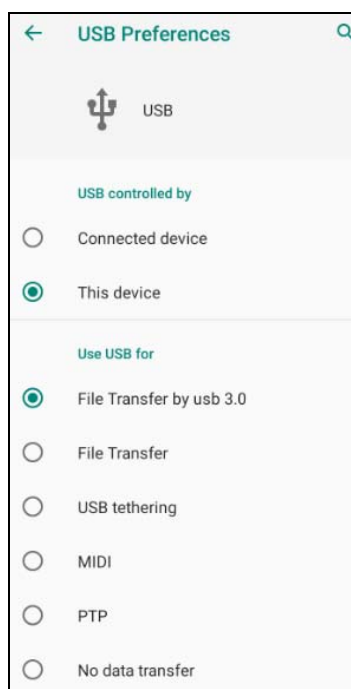 USB Preferences
USB
USB controlled by
Connected device
This device
Use USB for
File Transfer by usb 3.0
File Transfer
USB tethering
MIDI
PTP
No data transfer